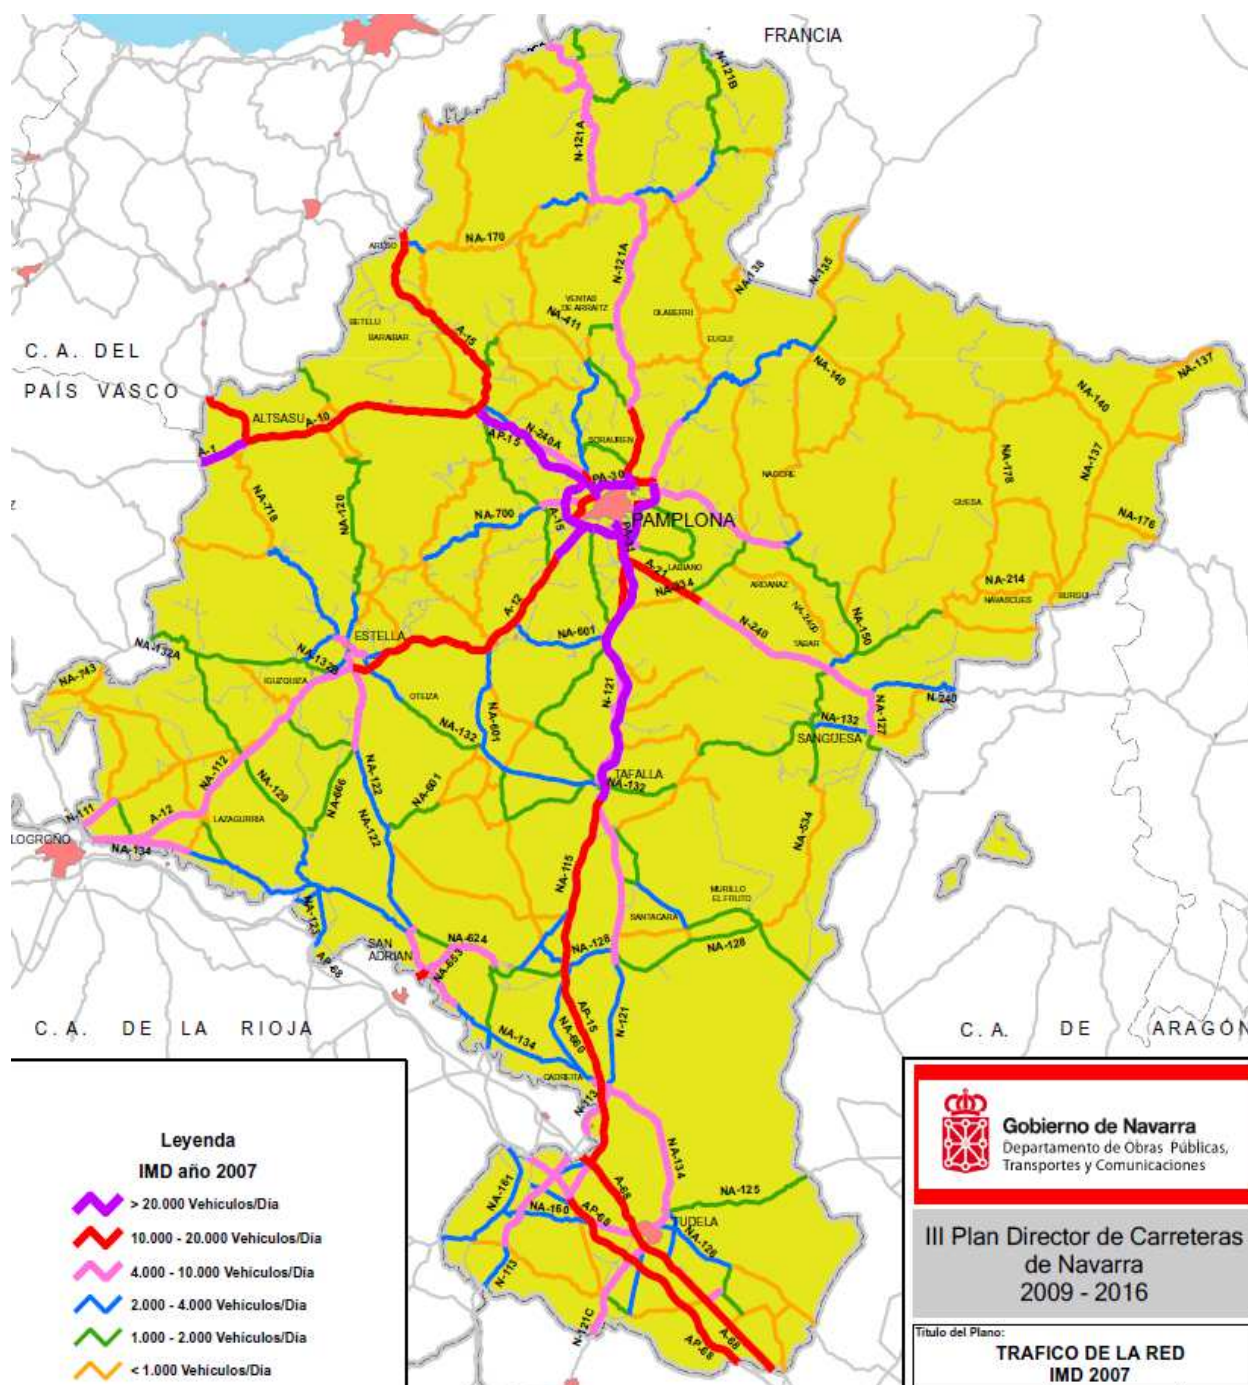 FRANCIA
N-121B
N-121A
NA-170
ARESO
N-121A
NA-138
N-135
VENTAS
DE ARRAITZ
OLABERRI
NA-411
BETELU
BARAIBAR
A-15
EUGUI
C. A. DEL
PAÍS VASCO
NA-140
NA-137
NA-140
ALTSASU
A-10
A-1
N-240A
AP-15
SORAUREN
NA-137
NA-178
PA-30
NAGORE
GUESA
NA-718
NA-120
NA-700
A-15
PAMPLONA
NA-176
A-21
LABIANO
NA-234
ARDANAZ
NA-214
NAVASCUES
BURGUI
A-12
NA-2400
NA-150
N-240
TABAR
ESTELLA
NA-601
NA-132A
NA-132B
IGUZQUIZA
NA-743
OTEIZA
N-121
N-240
NA-127
NA-132
NA-601
NA-132
SANGUESA
TAFALLA
NA-132
NA-112
NA-129
NA-666
NA-122
NA-601
N-111
A-12
LAZAGURRIA
NA-122
NA-534
LOGROÑO
NA-134
NA-115
MURILLO
EL FRUTO
SANTACARA
NA-123
NA-624
SAN
ADRIAN
NA-653
NA-128
NA-128
AP-68
AP-15
N-121
NA-660
NA-134
C. A. DE LA RIOJA
C. A. DE ARAGÓN
CADREITA
N-113
NA-134
NA-161
A-68
NA-125
NA-160
AP-68
TUDELA
NA-126
N-113
N-121C
AP-68
A-68
Leyenda
IMD año 2007
> 20.000 Vehículos/Día
10.000 - 20.000 Vehículos/Día
4.000 - 10.000 Vehículos/Día
2.000 - 4.000 Vehículos/Día
1.000 - 2.000 Vehículos/Día
< 1.000 Vehículos/Día
Gobierno de Navarra
Departamento de Obras Públicas,
Transportes y Comunicaciones
III Plan Director de Carreteras
de Navarra
2009 - 2016
Título del Plano:
TRAFICO DE LA RED
IMD 2007